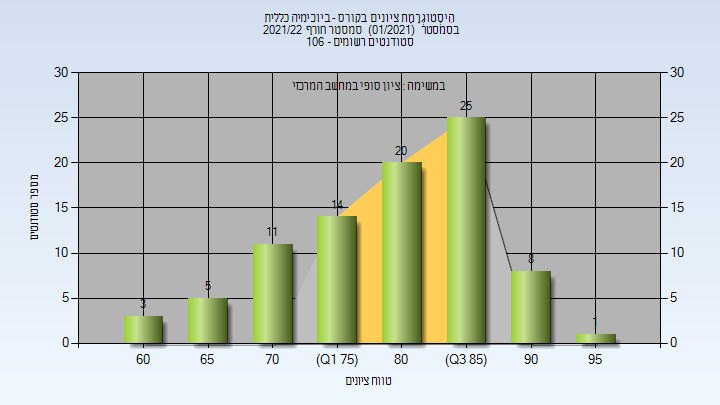 היסטוגרמת ציונים בקורס - ביוכימיה כללית
בסמסטר (01/2021) סמסטר חורף 2021/22
סטודנטים רשומים - 106
במשימה : ציון סופי במחשב המרכזי
30 30
25 25
20 20
15 15
10 10
5 5
0 0
3 5 11 14 20 25 8 1
60 65 70 (Q1 75) 80 (Q3 85) 90 95
מספר סטודנטים
טווח ציונים